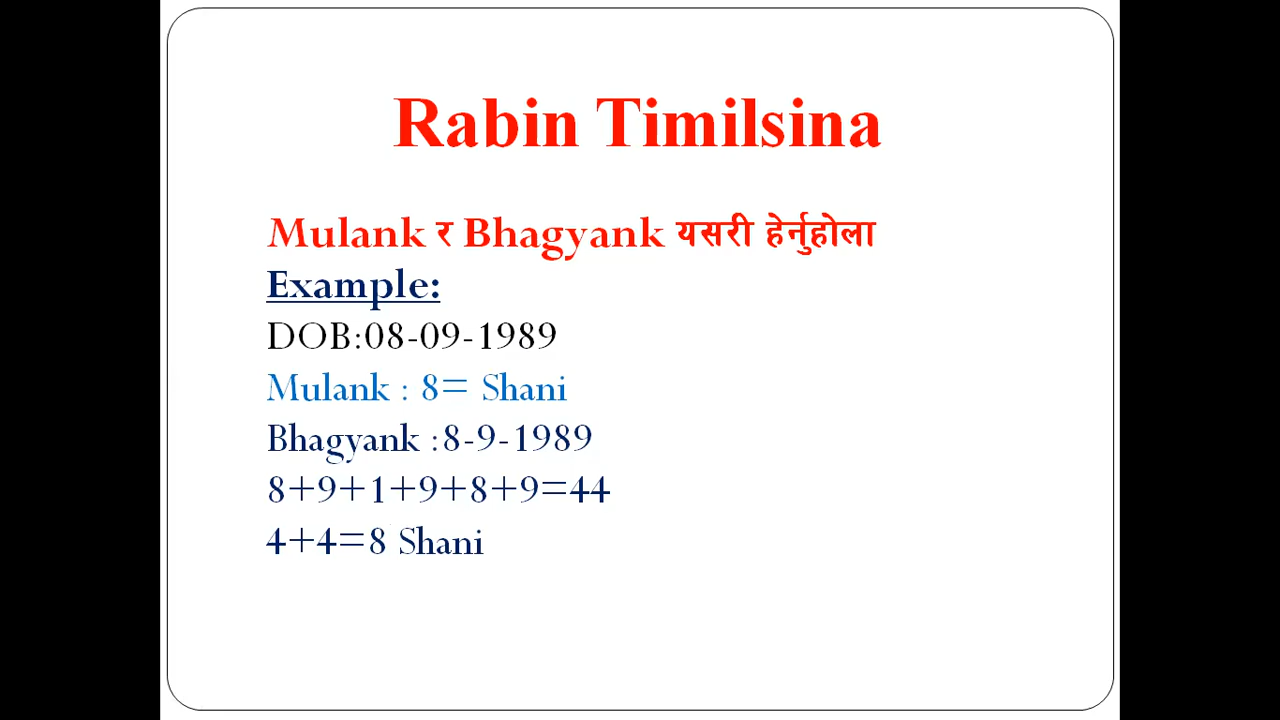 Rabin Timilsina
Mulank र Bhagyank यसरी हेर्नुहोला
Example:
DOB:08-09-1989
Mulank : 8= Shani
Bhagyank :8-9-1989
8+9+1+9+8+9=44
4+4=8 Shani